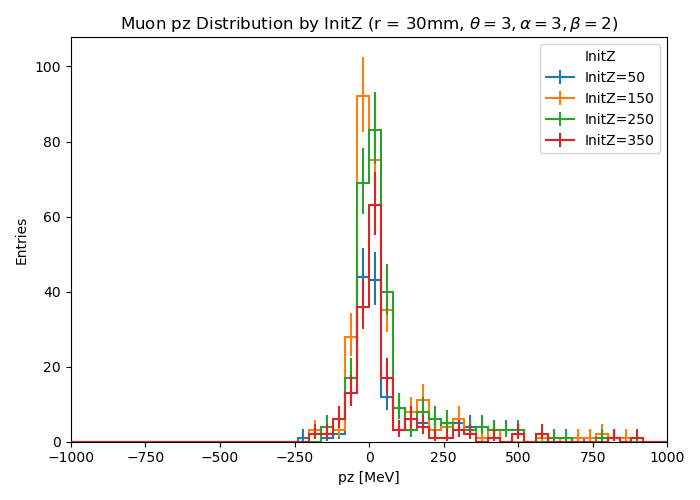 Muon pz Distribution by InitZ (r = 30mm, θ = 3, α = 3, β = 2)
Entries
100
80
60
40
20
0
InitZ
InitZ=50
InitZ=150
InitZ=250
InitZ=350
−1000 −750 −500 −250 0 250 500 750 1000
pz [MeV]